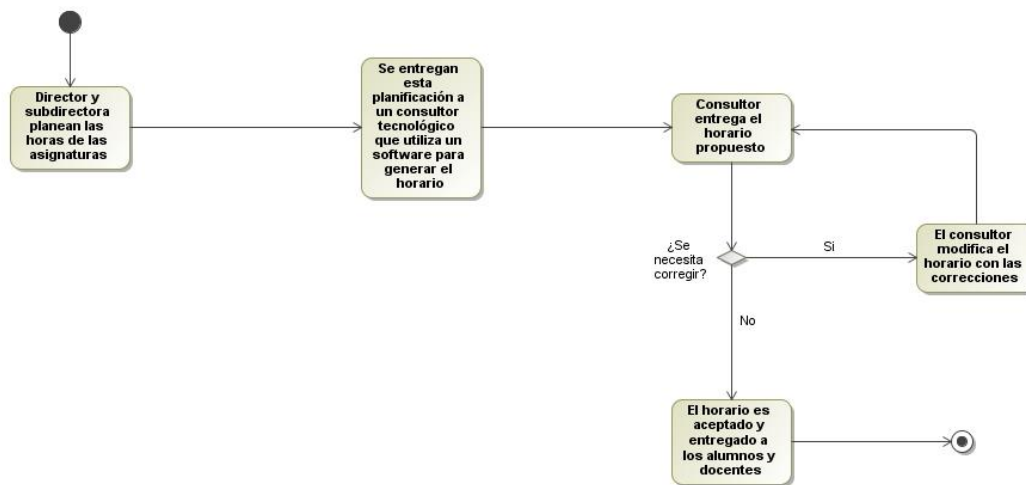 Director y
subdirectora
planean las
horas de las
asignaturas
Se entregan
esta
planificación a
un consultor
tecnológico
que utiliza un
software para
generar el
horario
Consultor
entrega el
horario
propuesto
¿Se
necesita
corregir?
Si
El consultor
modifica el
horario con las
correcciones
No
El horario es
aceptado y
entregado a
los alumnos y
docentes